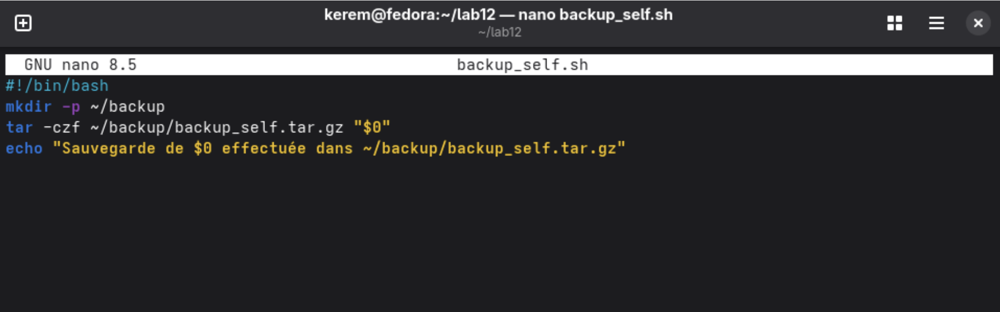 kerem@fedora:~/lab12 — nano backup_self.sh
~/lab12
GNU nano 8.5 backup_self.sh
#!/bin/bash
mkdir -p ~/backup
tar -czf ~/backup/backup_self.tar.gz "$0"
echo "Sauvegarde de $0 effectuée dans ~/backup/backup_self.tar.gz"